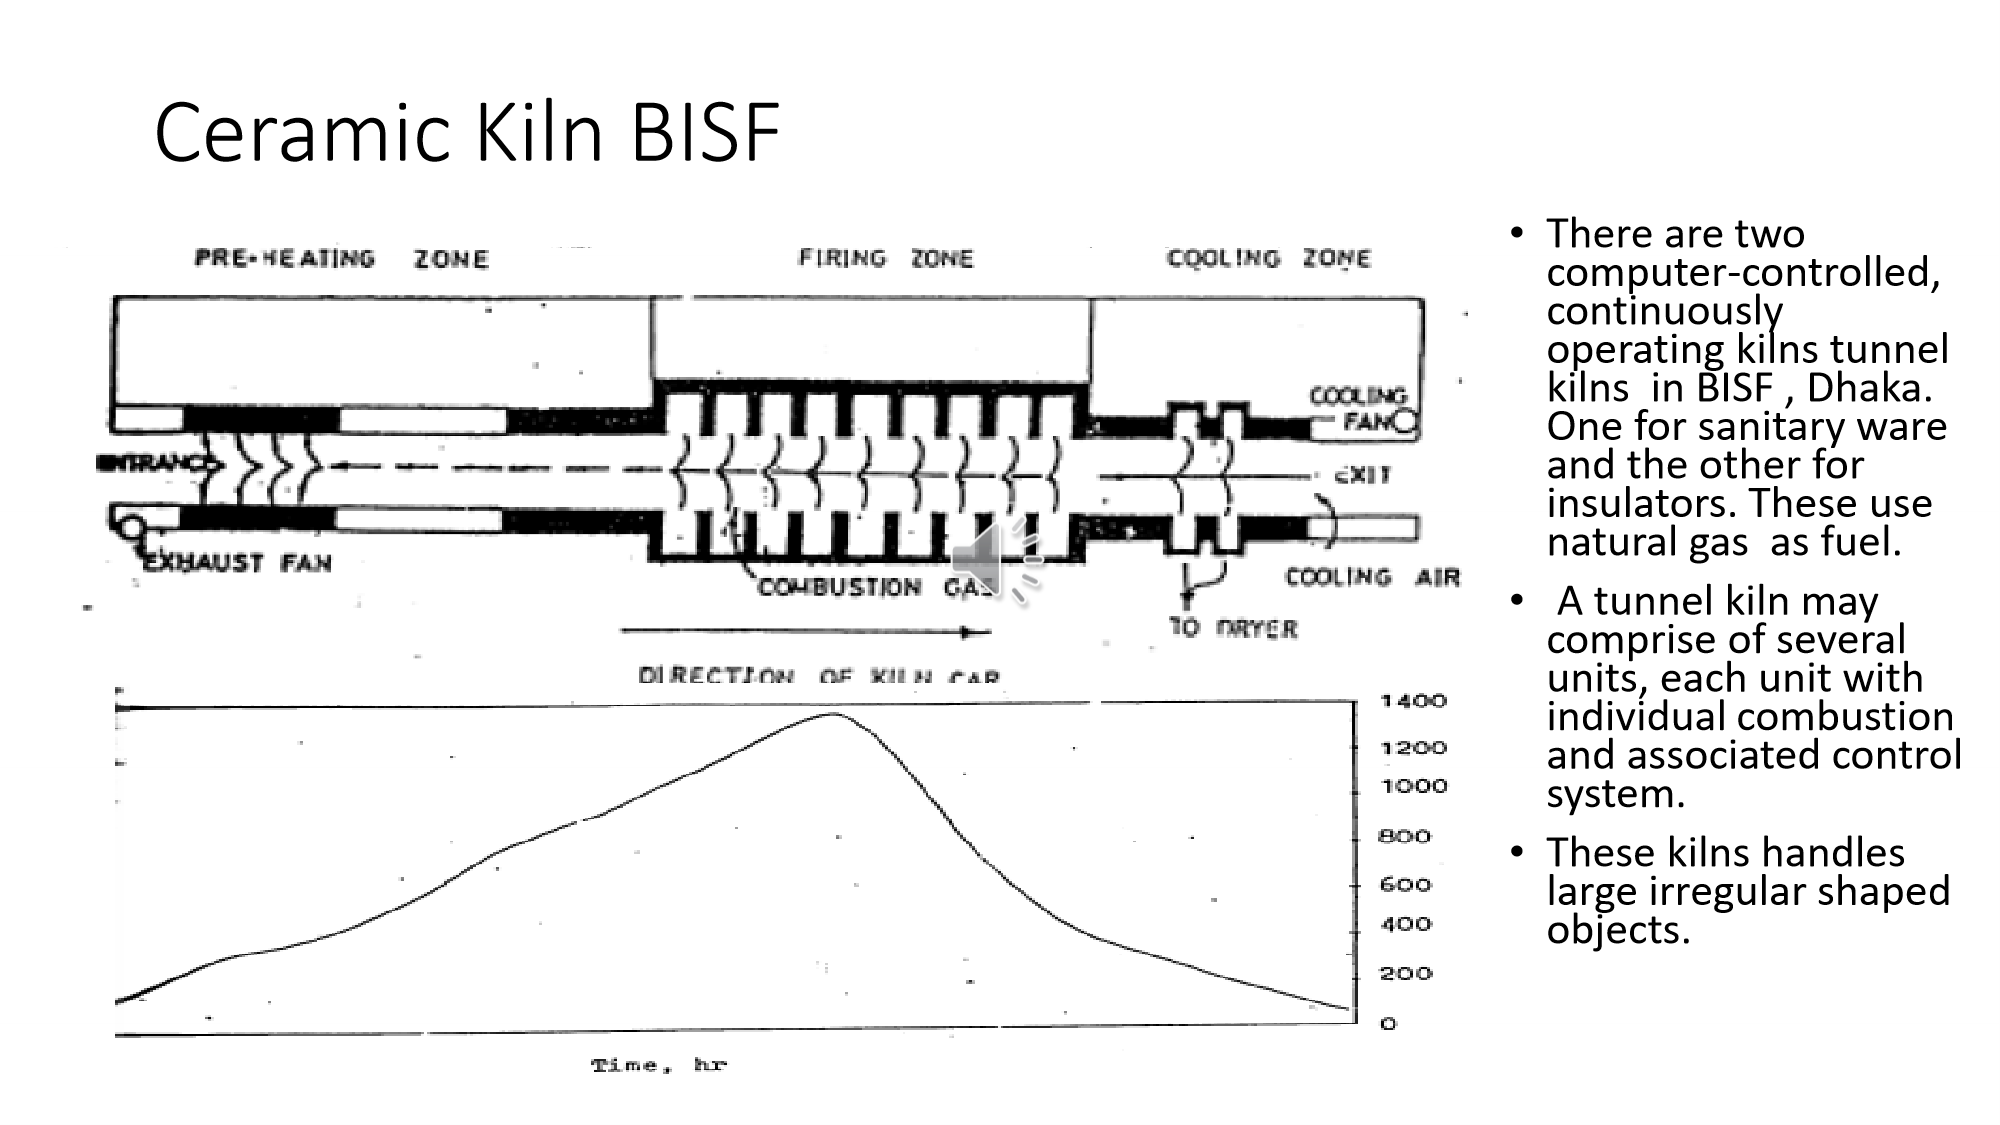 Ceramic Kiln BISF
PRE-HEATING ZONE
FIRING ZONE
COOLING ZONE
COOLING
FAN
ENTRANCE
EXIT
EXHAUST FAN
COMBUSTION GAS
COOLING AIR
TO DRYER
DIRECTION OF KILN CAR
1400
1200
1000
800
600
400
200
0
Time, hr
• There are two
computer-controlled,
continuously
operating kilns tunnel
kilns in BISF , Dhaka.
One for sanitary ware
and the other for
insulators. These use
natural gas as fuel.
• A tunnel kiln may
comprise of several
units, each unit with
individual combustion
and associated control
system.
• These kilns handles
large irregular shaped
objects.